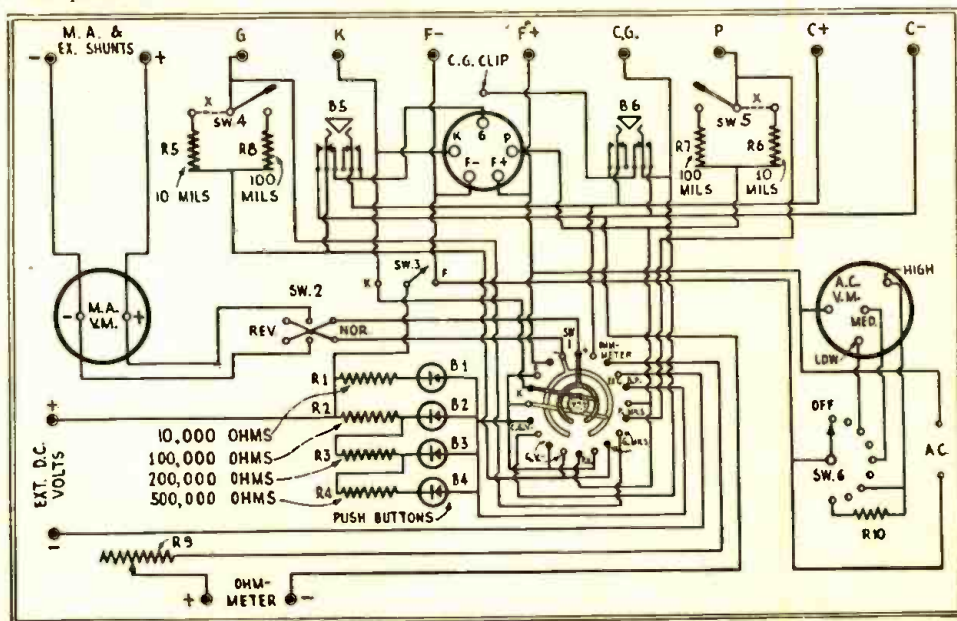 M.A. &
EX. SHUNTS
- +
G K F- F+ C.G. P C+ C-
C.G. CLIP
X
SW.4
B5
G
K P
F- F+
B6
X
SW.5
R5 R8
10 MILS
100
MILS
R7 R6
100
MILS
10
MILS
M.A.
V.M.
- +
SW.2
REV. NOR.
SW.3
K F
SW
1
OHM-
METER
A.C.
V.M.
HIGH
MED.
LOW
R1 B1
R2 B2
R3 B3
R4 B4
10,000 OHMS
100,000 OHMS
200,000 OHMS
500,000 OHMS
PUSH BUTTONS
+
EXT. D.C.
VOLTS
-
K
OFF
SW.6
R10
A.C.
R9
+ OHM-
METER -